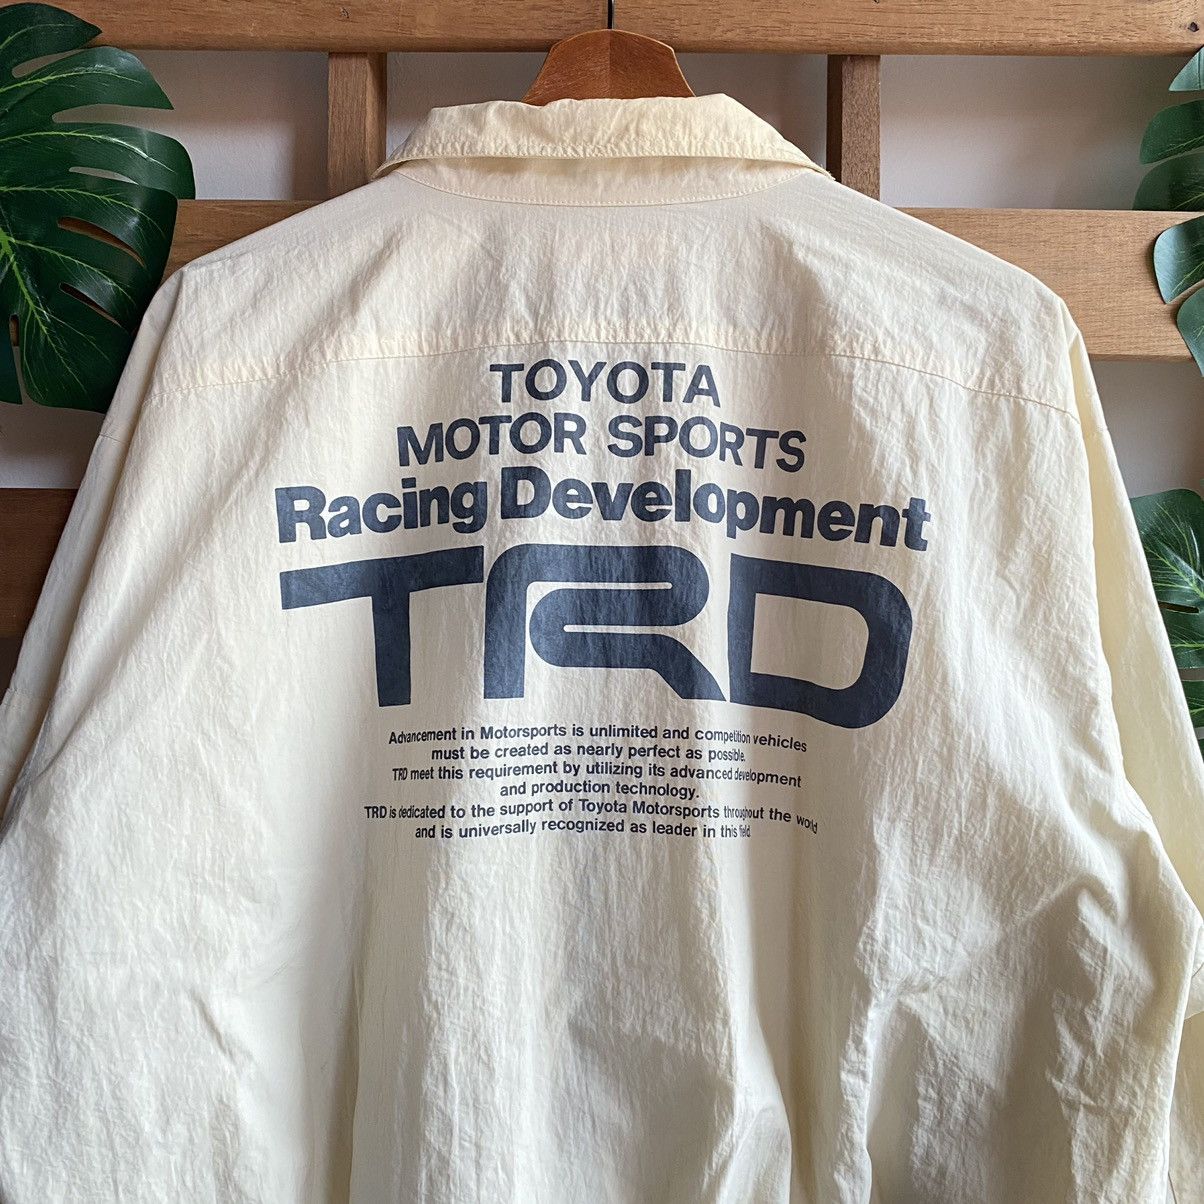 TOYOTA
MOTOR SPORTS
Racing Development
TRD
Advancement in Motorsports is unlimited and competition vehicles
must be created as nearly perfect as possible.
TRD meet this requirement by utilizing its advanced development
and production technology.
TRD is dedicated to the support of Toyota Motorsports throughout the world
and is universally recognized as leader in this field